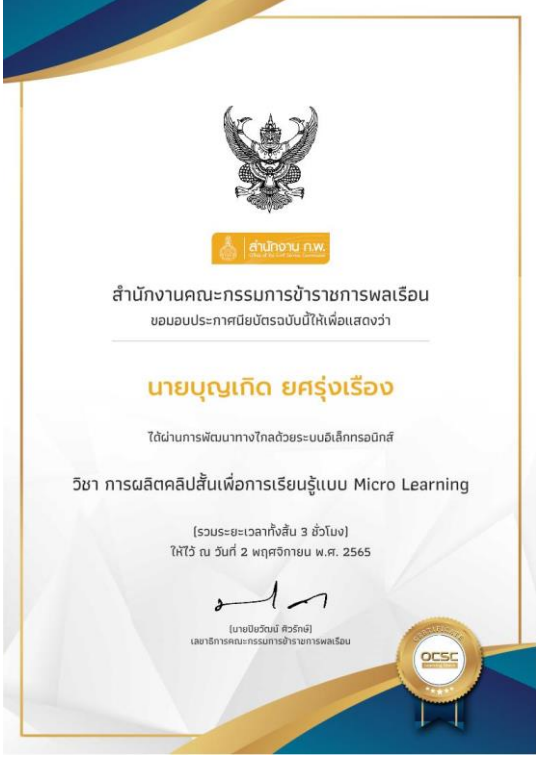 สำนักงาน ก.พ.
Office of the Civil Service Commission
สำนักงานคณะกรรมการข้าราชการพลเรือน
ขอมอบประกาศนียบัตรฉบับนี้ให้เพื่อแสดงว่า
นายบุญเกิด ยศรุ่งเรือง
ได้ผ่านการพัฒนาทางไกลด้วยระบบอิเล็กทรอนิกส์
วิชา การผลิตคลิปสั้นเพื่อการเรียนรู้แบบ Micro Learning
(รวมระยะเวลาทั้งสิ้น 3 ชั่วโมง)
ให้ไว้ ณ วันที่ 2 พฤศจิกายน พ.ศ. 2565
(นายปิยวัฒน์ ศิวรักษ์)
เลขาธิการคณะกรรมการข้าราชการพลเรือน
CERTIFICATE
OCSC